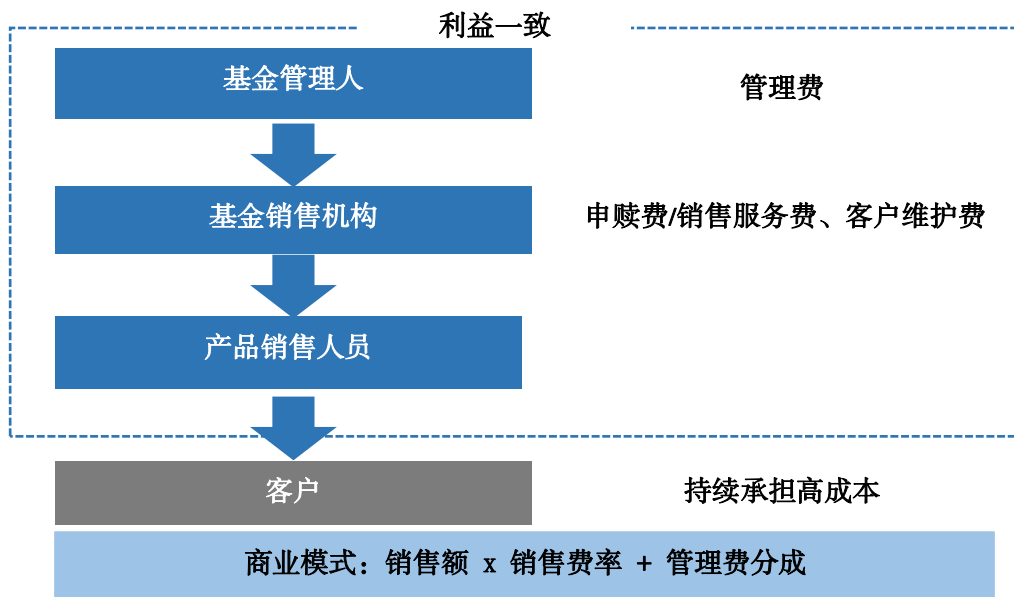 利益一致
基金管理人
管理费
基金销售机构
申赎费/销售服务费、客户维护费
产品销售人员
客户
持续承担高成本
商业模式：销售额 x 销售费率 + 管理费分成